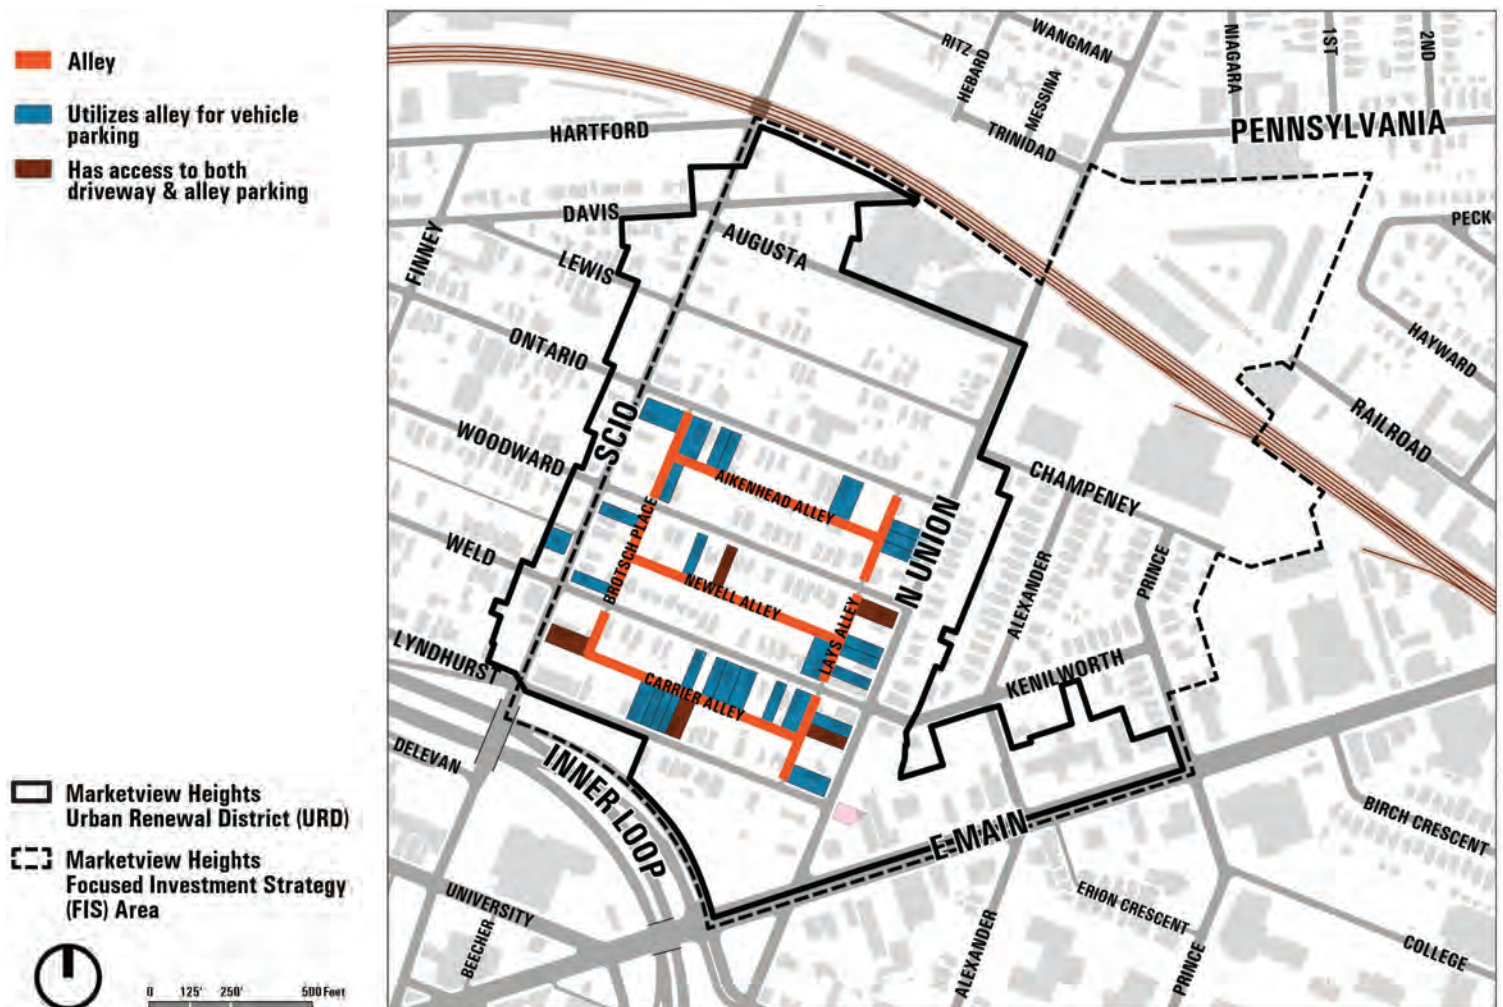 Alley
Utilizes alley for vehicle
parking
Has access to both
driveway & alley parking
Marketview Heights
Urban Renewal District (URD)
Marketview Heights
Focused Investment Strategy
(FIS) Area
0 125' 250' 500 Feet
RITZ
HEBARD
WANGMAN
MESSINA
TRINIDAD
NIAGARA
1ST
2ND
PENNSYLVANIA
HARTFORD
DAVIS
AUGUSTA
PECK
FINNEY
LEWIS
HAYWARD
ONTARIO
RAILROAD
SCIO
WOODWARD
CHAMPENEY
AIKENHEAD ALLEY
N UNION
BROTSCH PLACE
WELD
NEWELL ALLEY
ALEXANDER
PRINCE
LAYS ALLEY
LYNDHURST
KENILWORTH
CARRIER ALLEY
DELEVAN
INNER LOOP
E MAIN
BIRCH CRESCENT
UNIVERSITY
ERION CRESCENT
BEECHER
ALEXANDER
PRINCE
COLLEGE